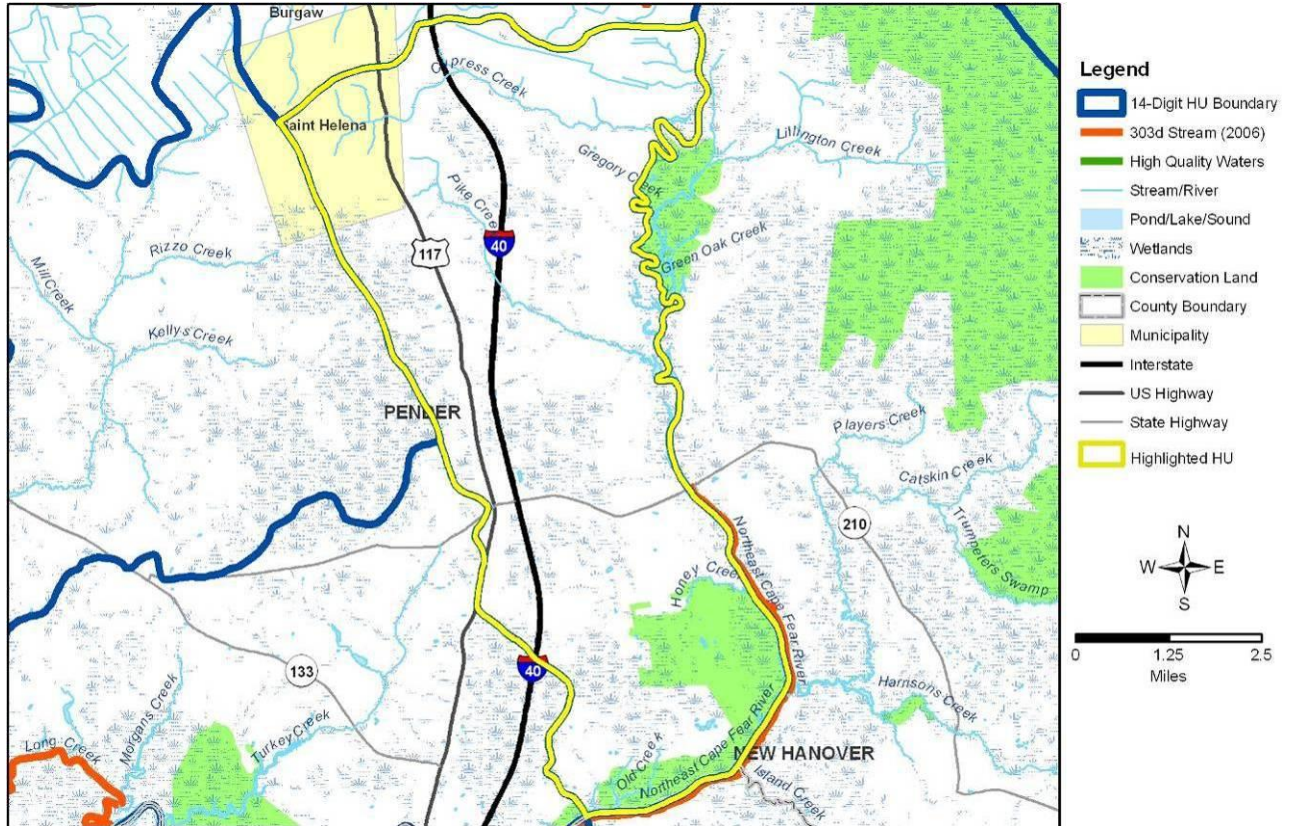 Burgaw
Cypress Creek
aint Helena
Lillington Creek
Gregory Creek
Pike Creek
Rizzo Creek
117
40
Green Oak Creek
Mill Creek
Kellys Creek
PENDER
Players Creek
Catskin Creek
210
Trumpeters Swamp
Northeast Cape Fear River
Honey Creek
133
40
Harrisons Creek
Morgans Creek
Turkey Creek
Long Creek
Old Creek
Northeast Cape Fear River
NEW HANOVER
Island Creek
Legend
14-Digit HU Boundary
303d Stream (2006)
High Quality Waters
Stream/River
Pond/Lake/Sound
Wetlands
Conservation Land
County Boundary
Municipality
Interstate
US Highway
State Highway
Highlighted HU
N
W E
S
0 1.25 2.5
Miles